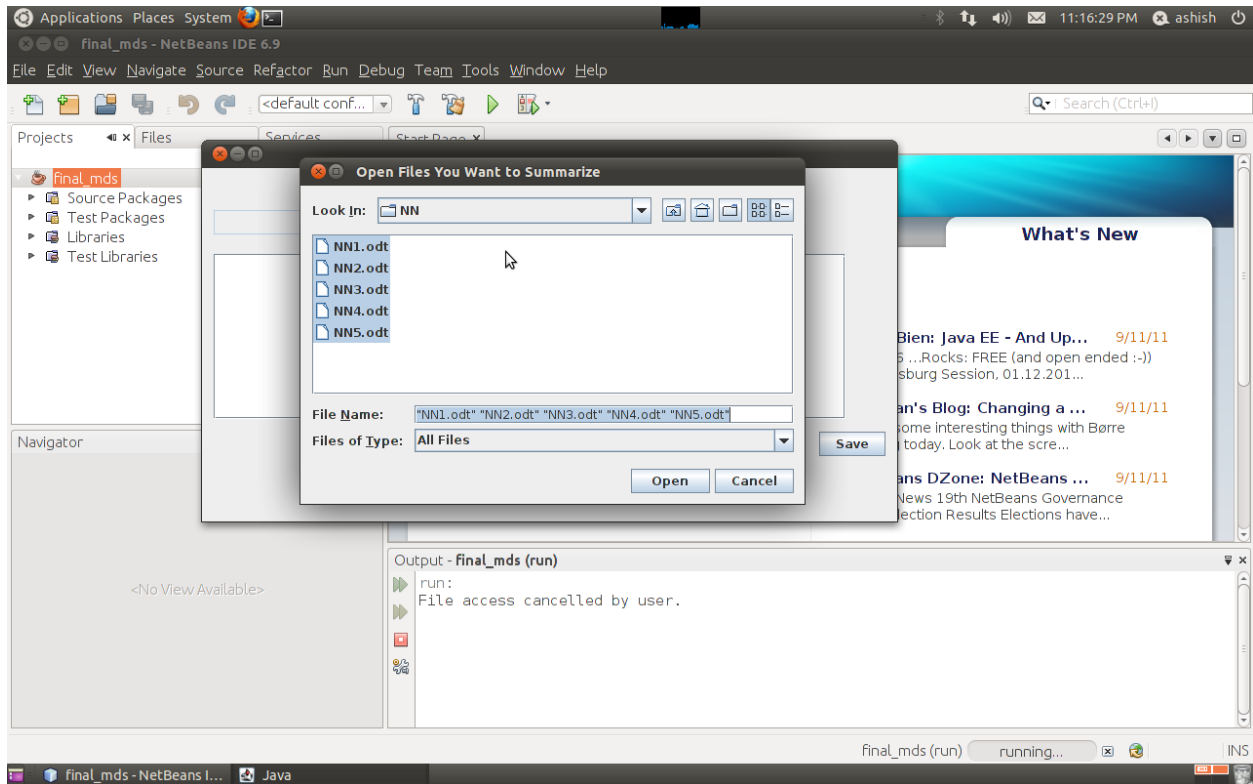 Applications Places System 11:16:29 PM ashish
final_mds - NetBeans IDE 6.9
File Edit View Navigate Source Refactor Run Debug Team Tools Window Help
<default conf... Search (Ctrl+I)
Projects Files Services Start Page
final_mds
Source Packages
Test Packages
Libraries
Test Libraries
Open Files You Want to Summarize
Look In: NN
NN1.odt
NN2.odt
NN3.odt
NN4.odt
NN5.odt
File Name: "NN1.odt" "NN2.odt" "NN3.odt" "NN4.odt" "NN5.odt"
Files of Type: All Files
Open Cancel
Save
What's New
Bien: Java EE - And Up... 9/11/11
...Rocks: FREE (and open ended :-))
sburg Session, 01.12.201...
an's Blog: Changing a ... 9/11/11
some interesting things with Børre
today. Look at the scre...
ans DZone: NetBeans ... 9/11/11
News 19th NetBeans Governance
lection Results Elections have...
Navigator
<No View Available>
Output - final_mds (run)
run:
File access cancelled by user.
final_mds (run) running... INS
final_mds - NetBeans I... Java